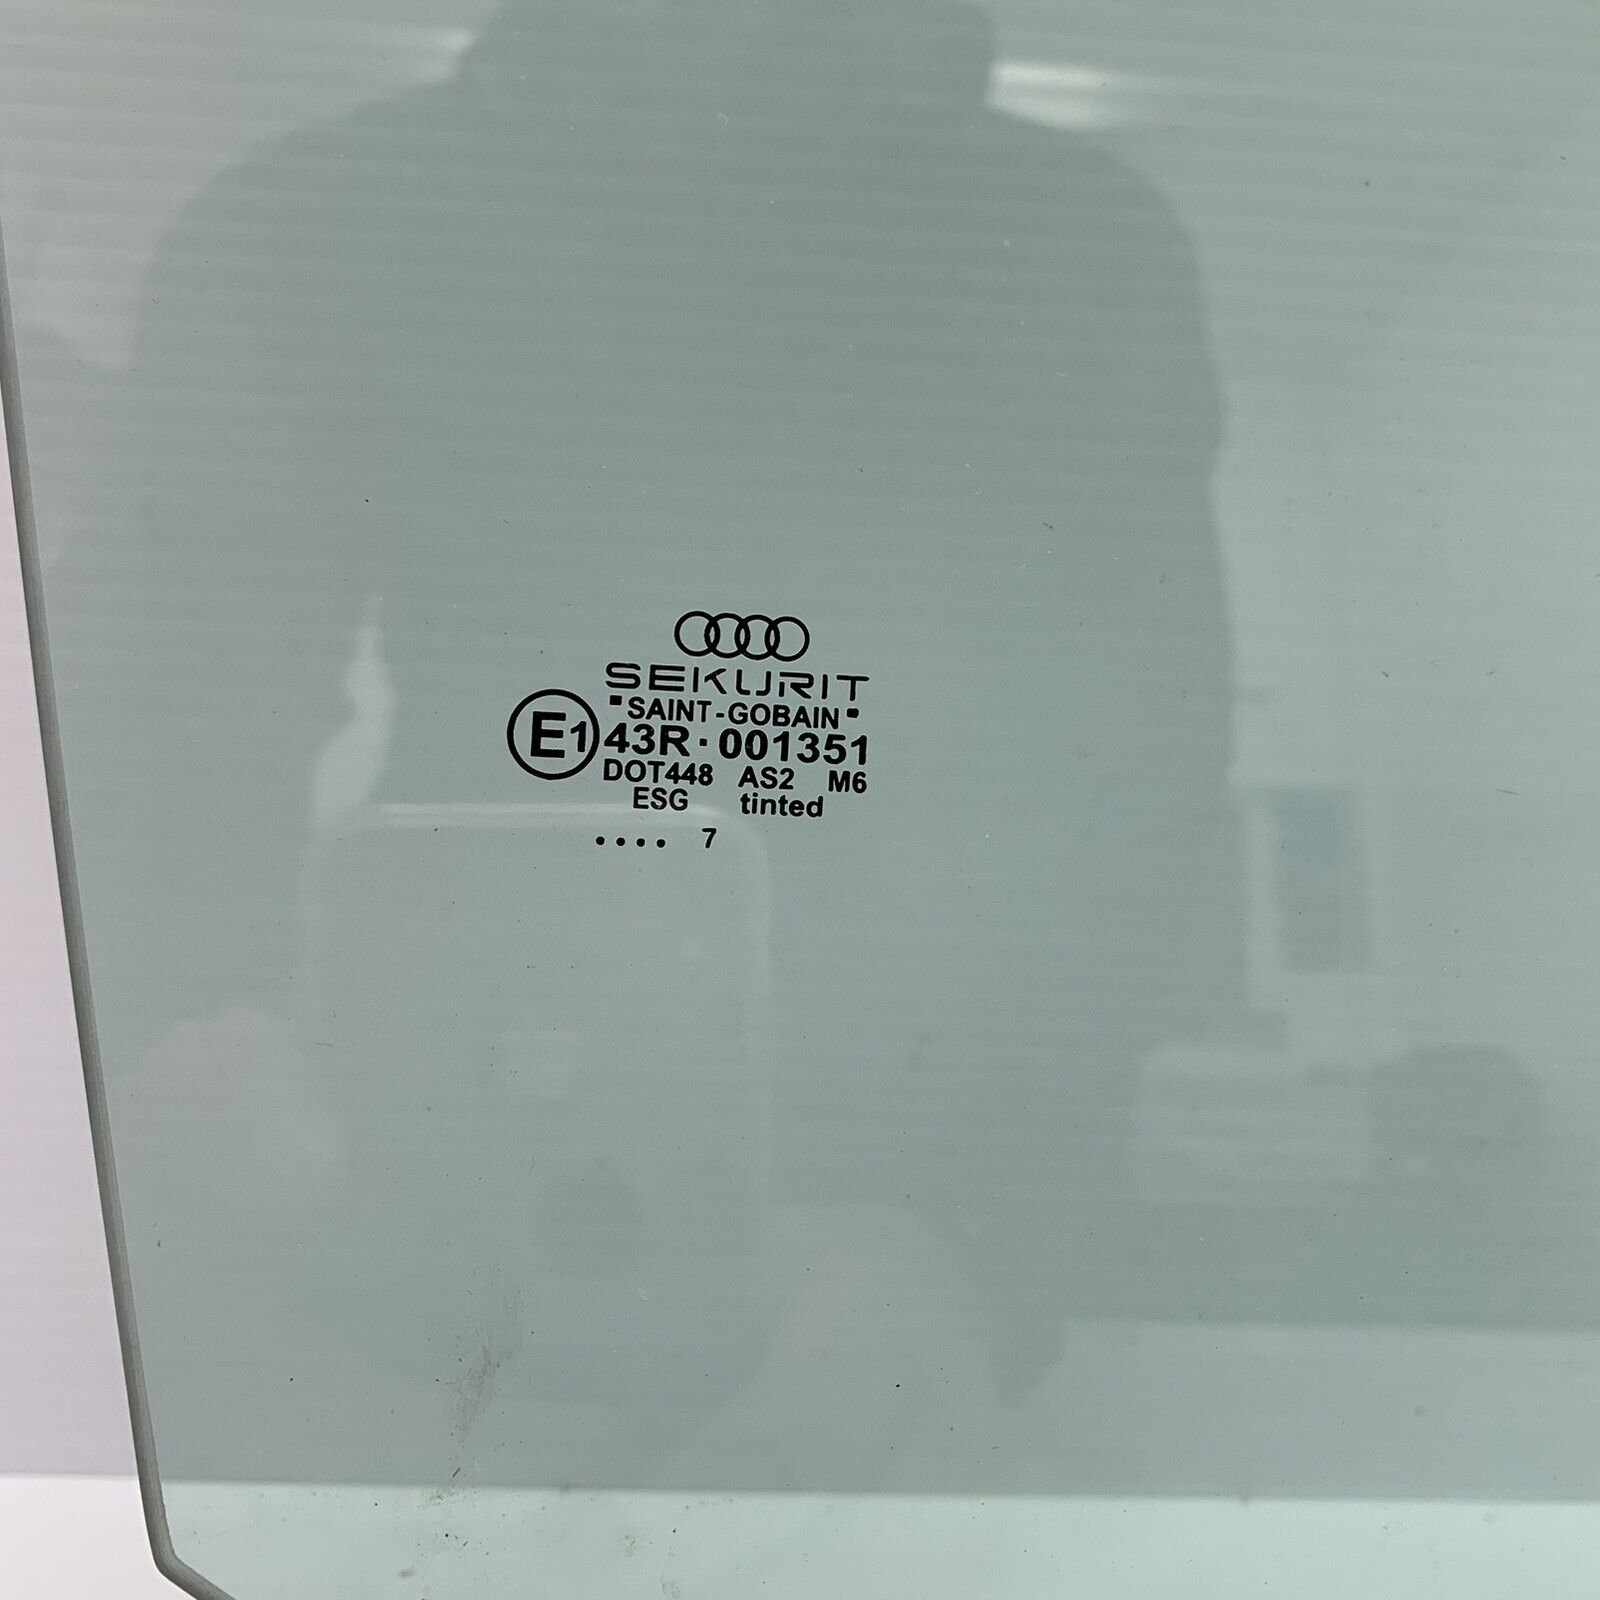 SEKURIT
"SAINT-GOBAIN"
E1 43R·001351
DOT448 AS2 M6
ESG tinted
.... 7